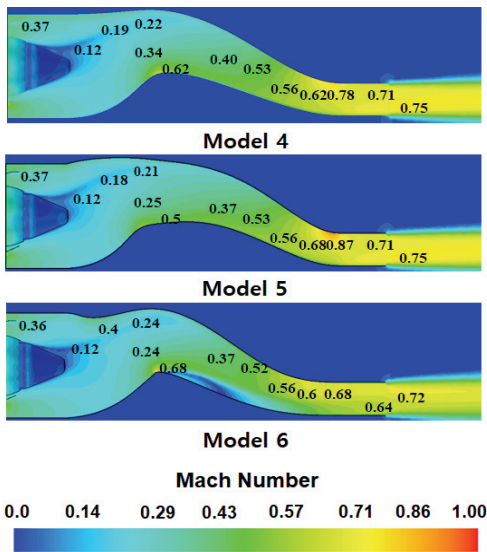 0.37 0.19 0.22
0.12 0.34 0.40
0.62 0.53
0.56 0.62 0.78 0.71
0.75
Model 4
0.37 0.18 0.21
0.12 0.25 0.37
0.5 0.53
0.56 0.68 0.87 0.71
0.75
Model 5
0.36 0.4 0.24
0.12 0.24 0.37
0.68 0.52
0.56 0.6 0.68 0.72
0.64
Model 6
Mach Number
0.0 0.14 0.29 0.43 0.57 0.71 0.86 1.00